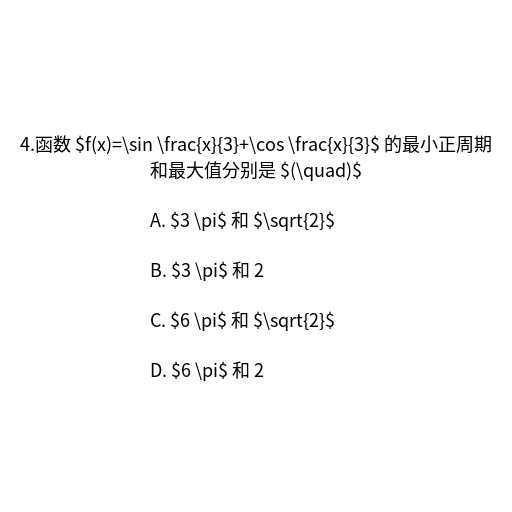 4.函数 $f(x)=\sin \frac{x}{3}+\cos \frac{x}{3}$ 的最小正周期
和最大值分别是 $(\quad)$
A. $3 \pi$ 和 $\sqrt{2}$
B. $3 \pi$ 和 2
C. $6 \pi$ 和 $\sqrt{2}$
D. $6 \pi$ 和 2